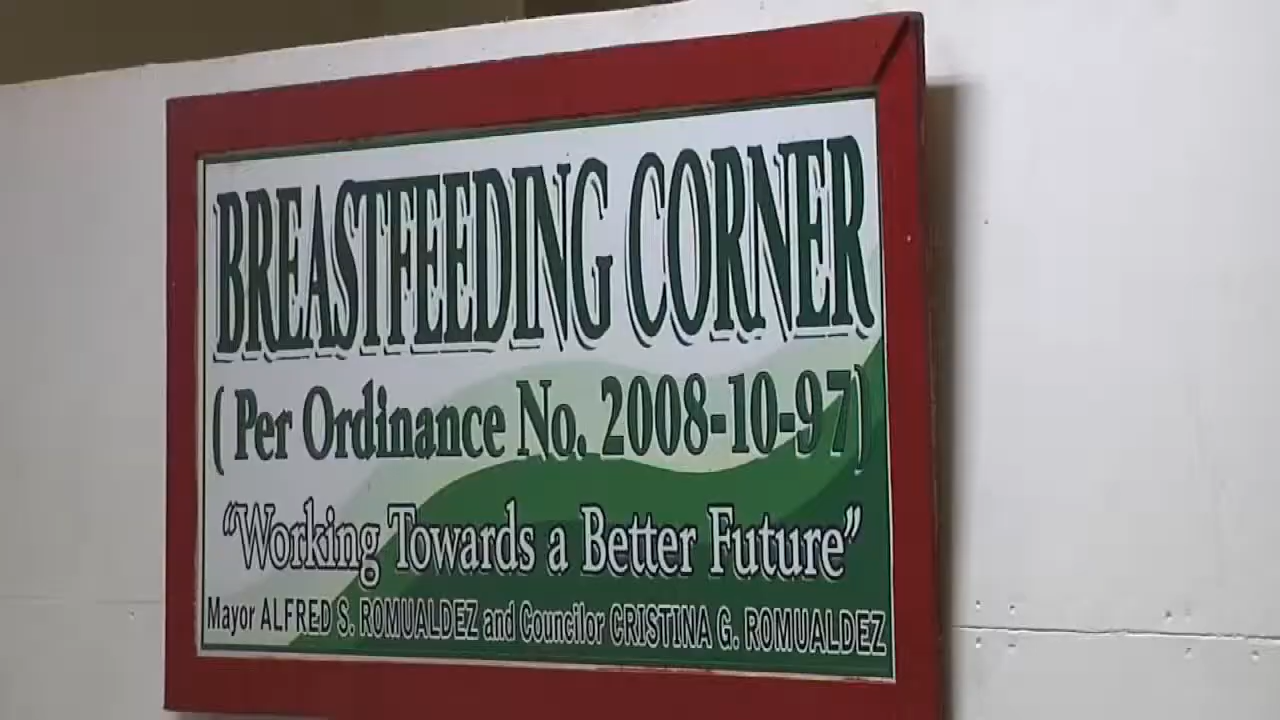 BREASTFEEDING CORNER
( Per Ordinance No. 2008-10-97)
“Working Towards a Better Future”
Mayor ALFRED S. ROMUALDEZ and Councilor CRISTINA G. ROMUALDEZ